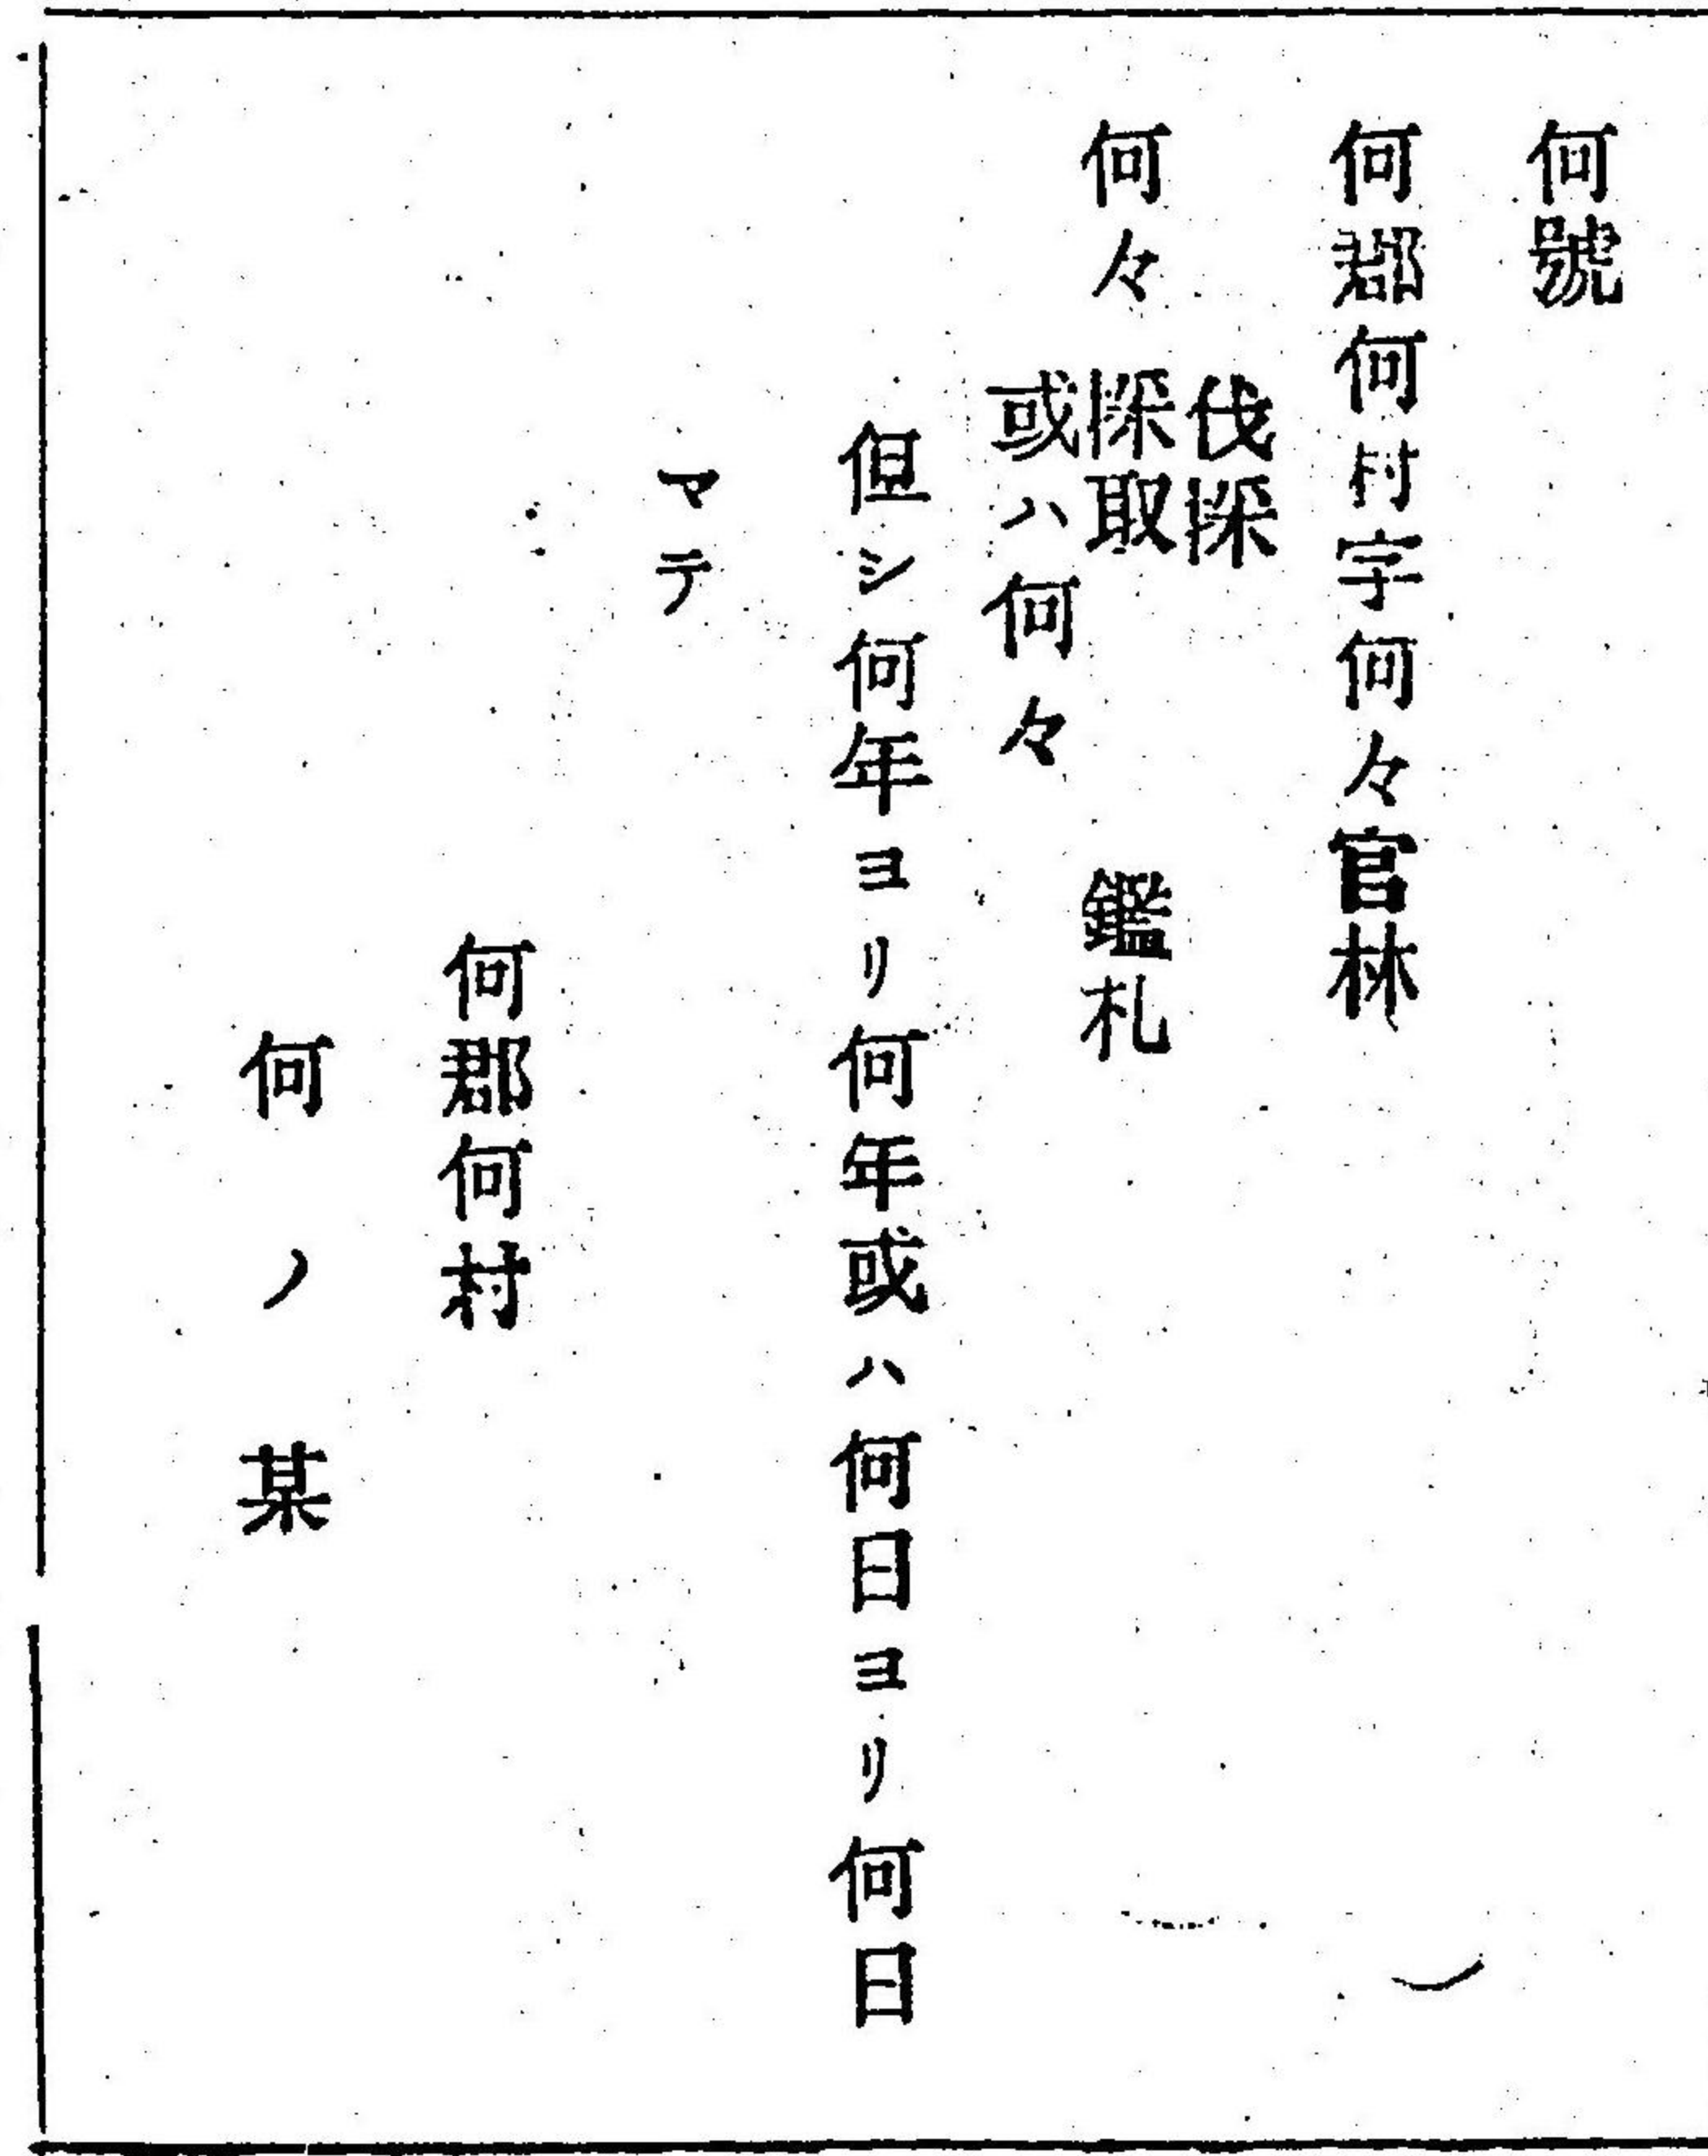 何號
何郡何村字何々官林
伐採
何々採取鑑札
或ハ何々
但シ何年ヨリ何年或ハ何日ヨリ何日
マテ
何郡何村
何ノ某